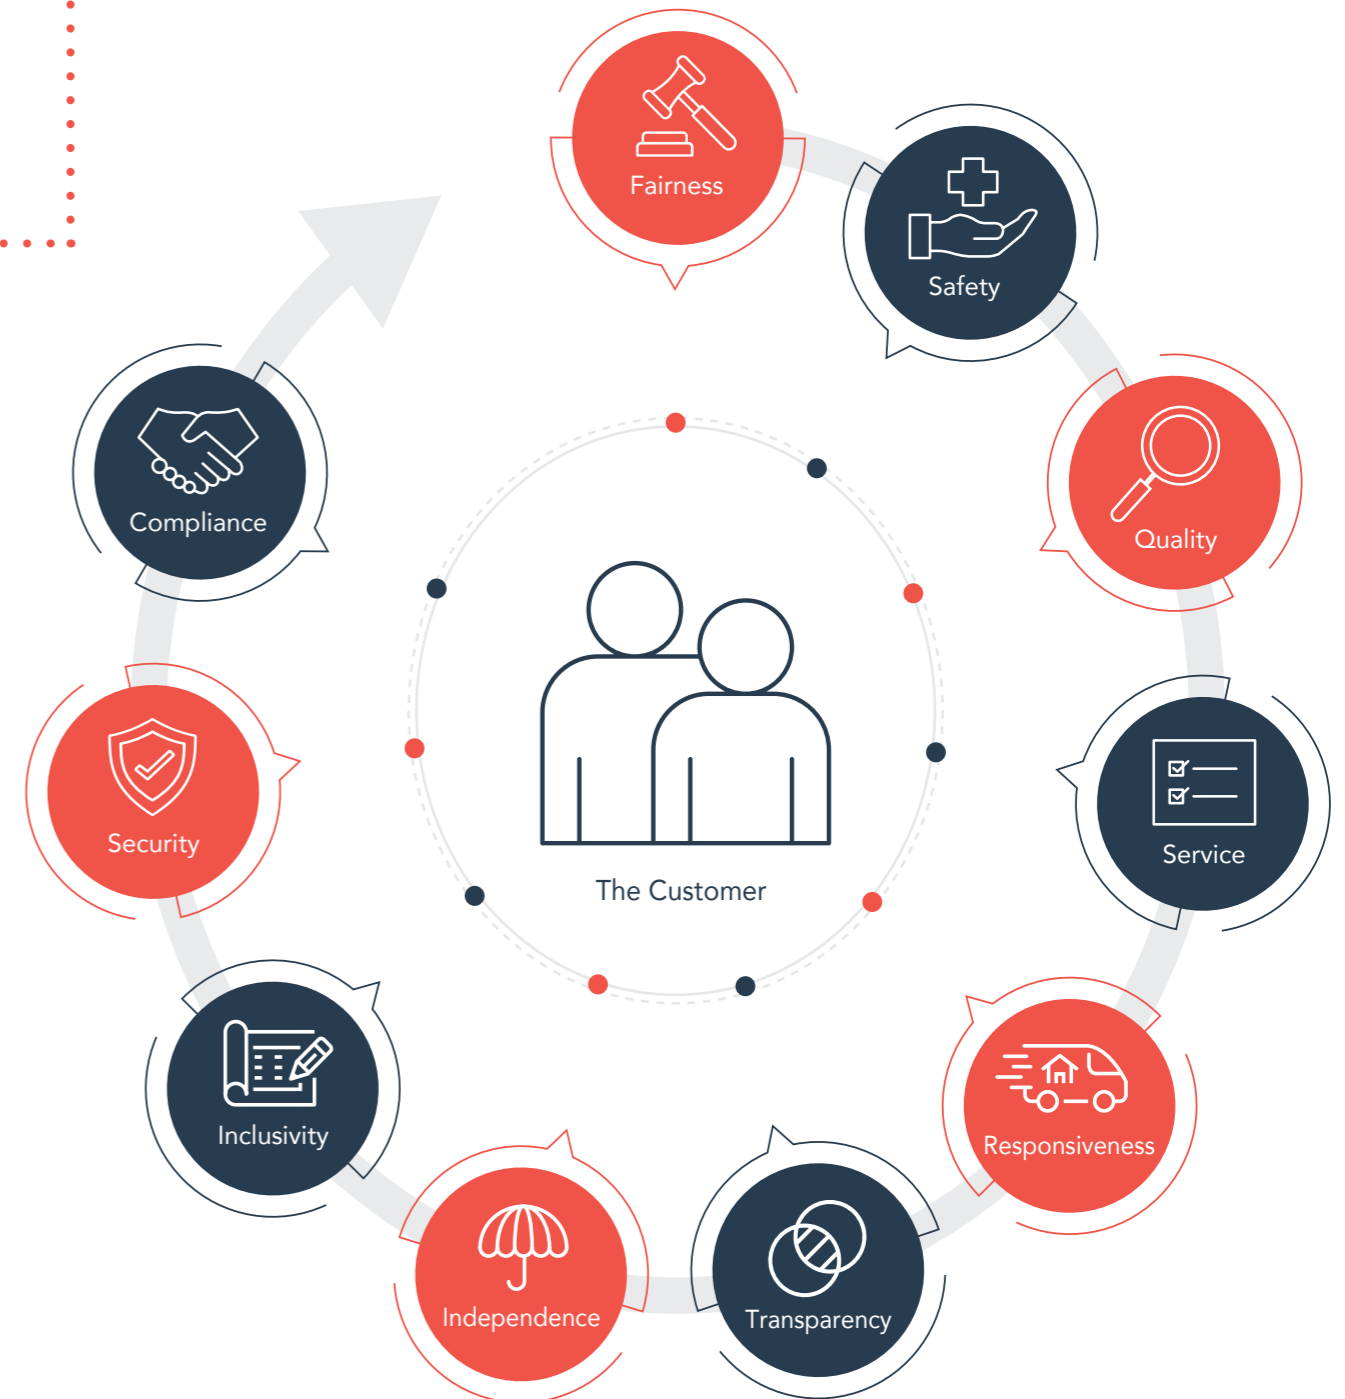 Fairness
Safety
Quality
Service
Responsiveness
Transparency
Independence
Inclusivity
Security
Compliance
The Customer